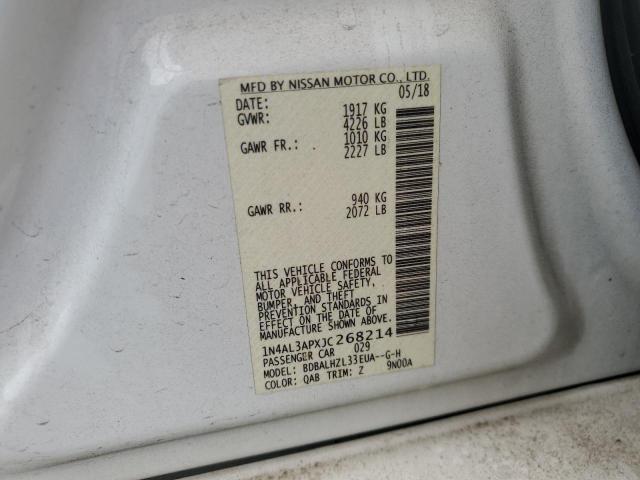 MFD BY NISSAN MOTOR CO., LTD.
DATE: 05/18
GVWR: 1917 KG
4226 LB
GAWR FR.: 1010 KG
2227 LB
GAWR RR.: 940 KG
2072 LB
THIS VEHICLE CONFORMS TO
ALL APPLICABLE FEDERAL
MOTOR VEHICLE SAFETY,
BUMPER, AND THEFT
PREVENTION STANDARDS IN
EFFECT ON THE DATE OF
MANUFACTURE SHOWN ABOVE.
1N4AL3APXJC268214
PASSENGER CAR 029
MODEL: BDBALHZL33EUA--G-H
COLOR: QAB TRIM: Z 9N00A